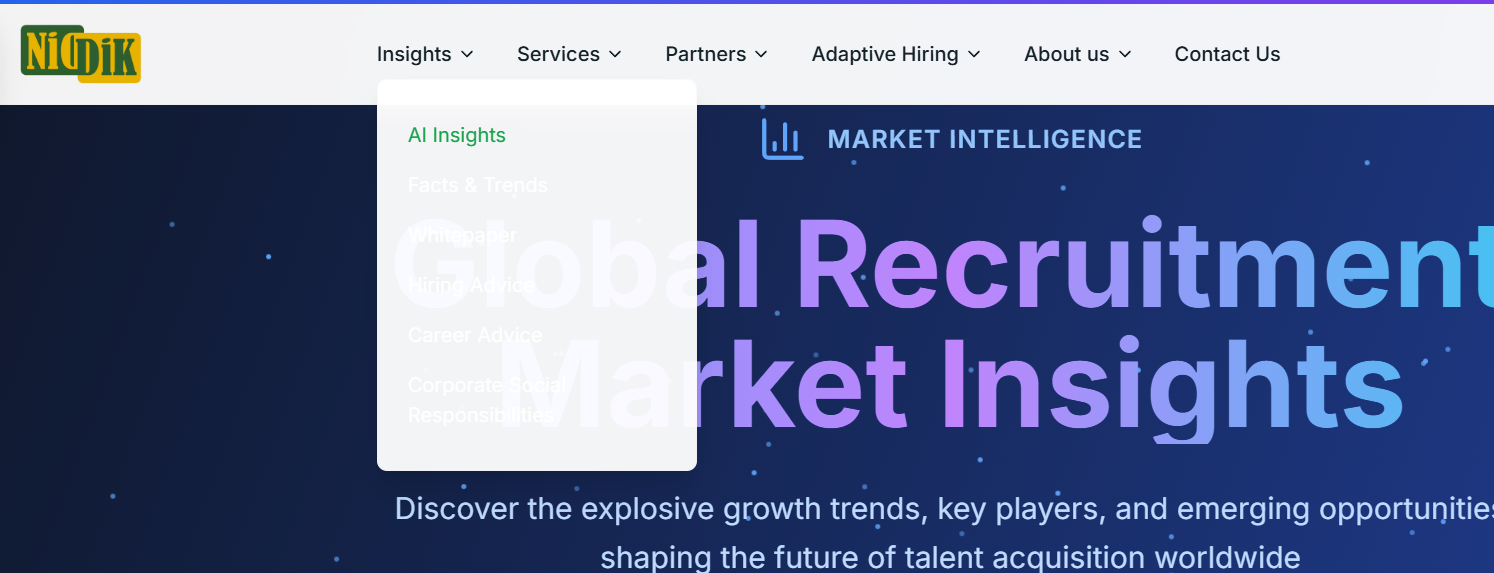 NiCDiK
Insights Services Partners Adaptive Hiring About us Contact Us
AI Insights
Facts & Trends
Whitepaper
Hiring Advice
Career Advice
Corporate Social
Responsibilities
MARKET INTELLIGENCE
Global Recruitment
Market Insights
Discover the explosive growth trends, key players, and emerging opportunities
shaping the future of talent acquisition worldwide